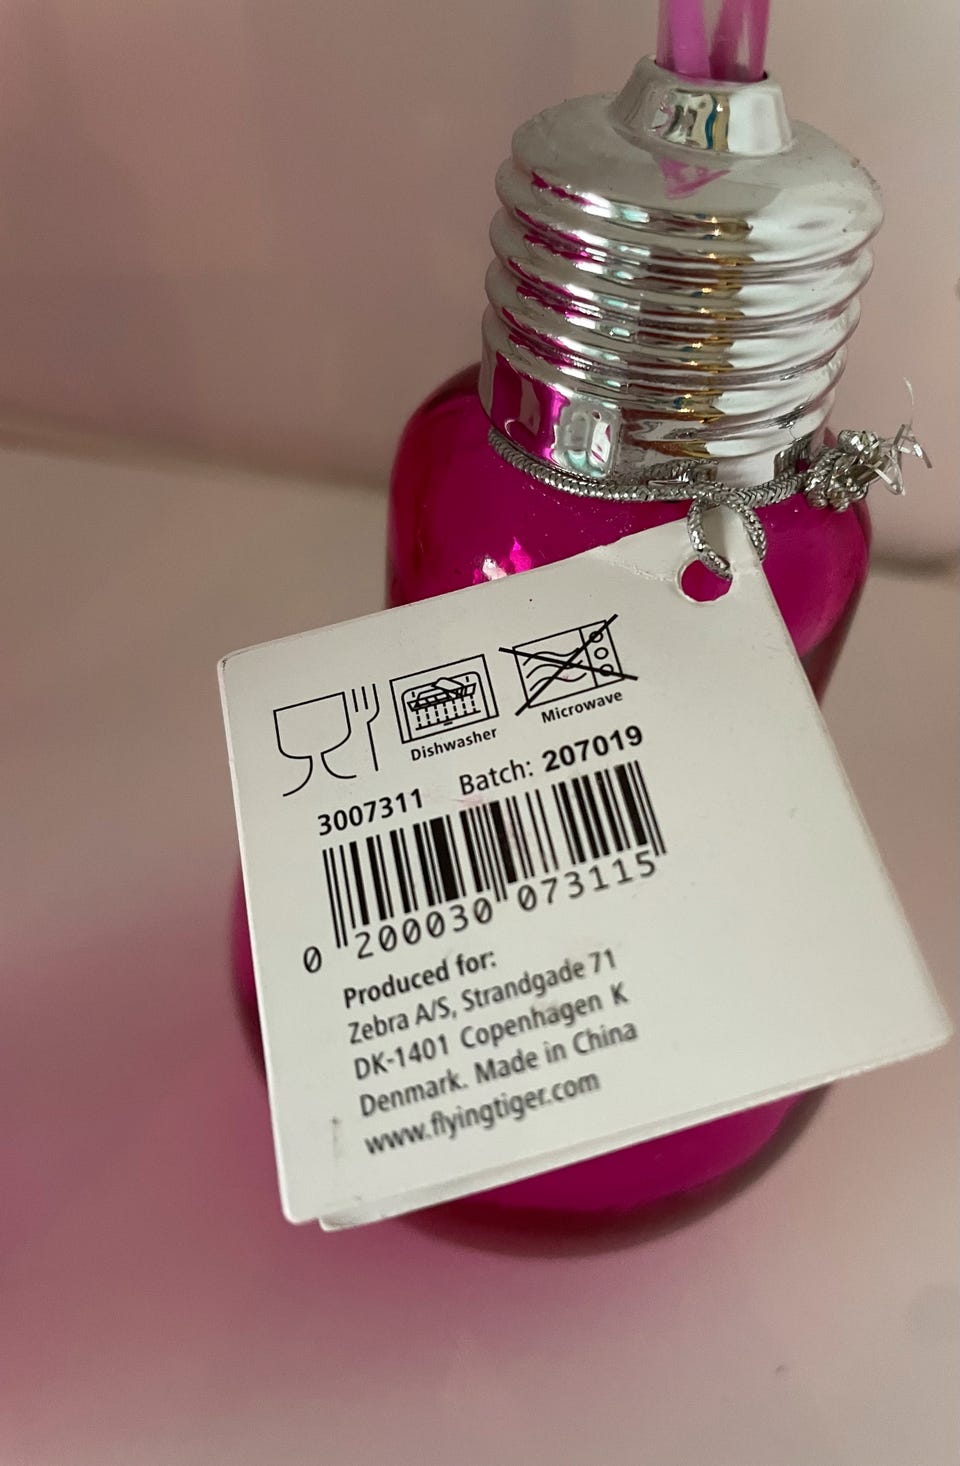 Dishwasher
Microwave
3007311 Batch: 207019
0 200030 073115
Produced for:
Zebra A/S, Strandgade 71
DK-1401 Copenhagen K
Denmark. Made in China
www.flyingtiger.com